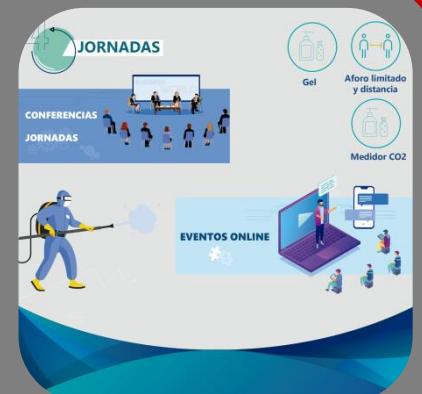 JORNADAS
Gel
Aforo limitado
y distancia
CONFERENCIAS
JORNADAS
Medidor CO2
EVENTOS ONLINE